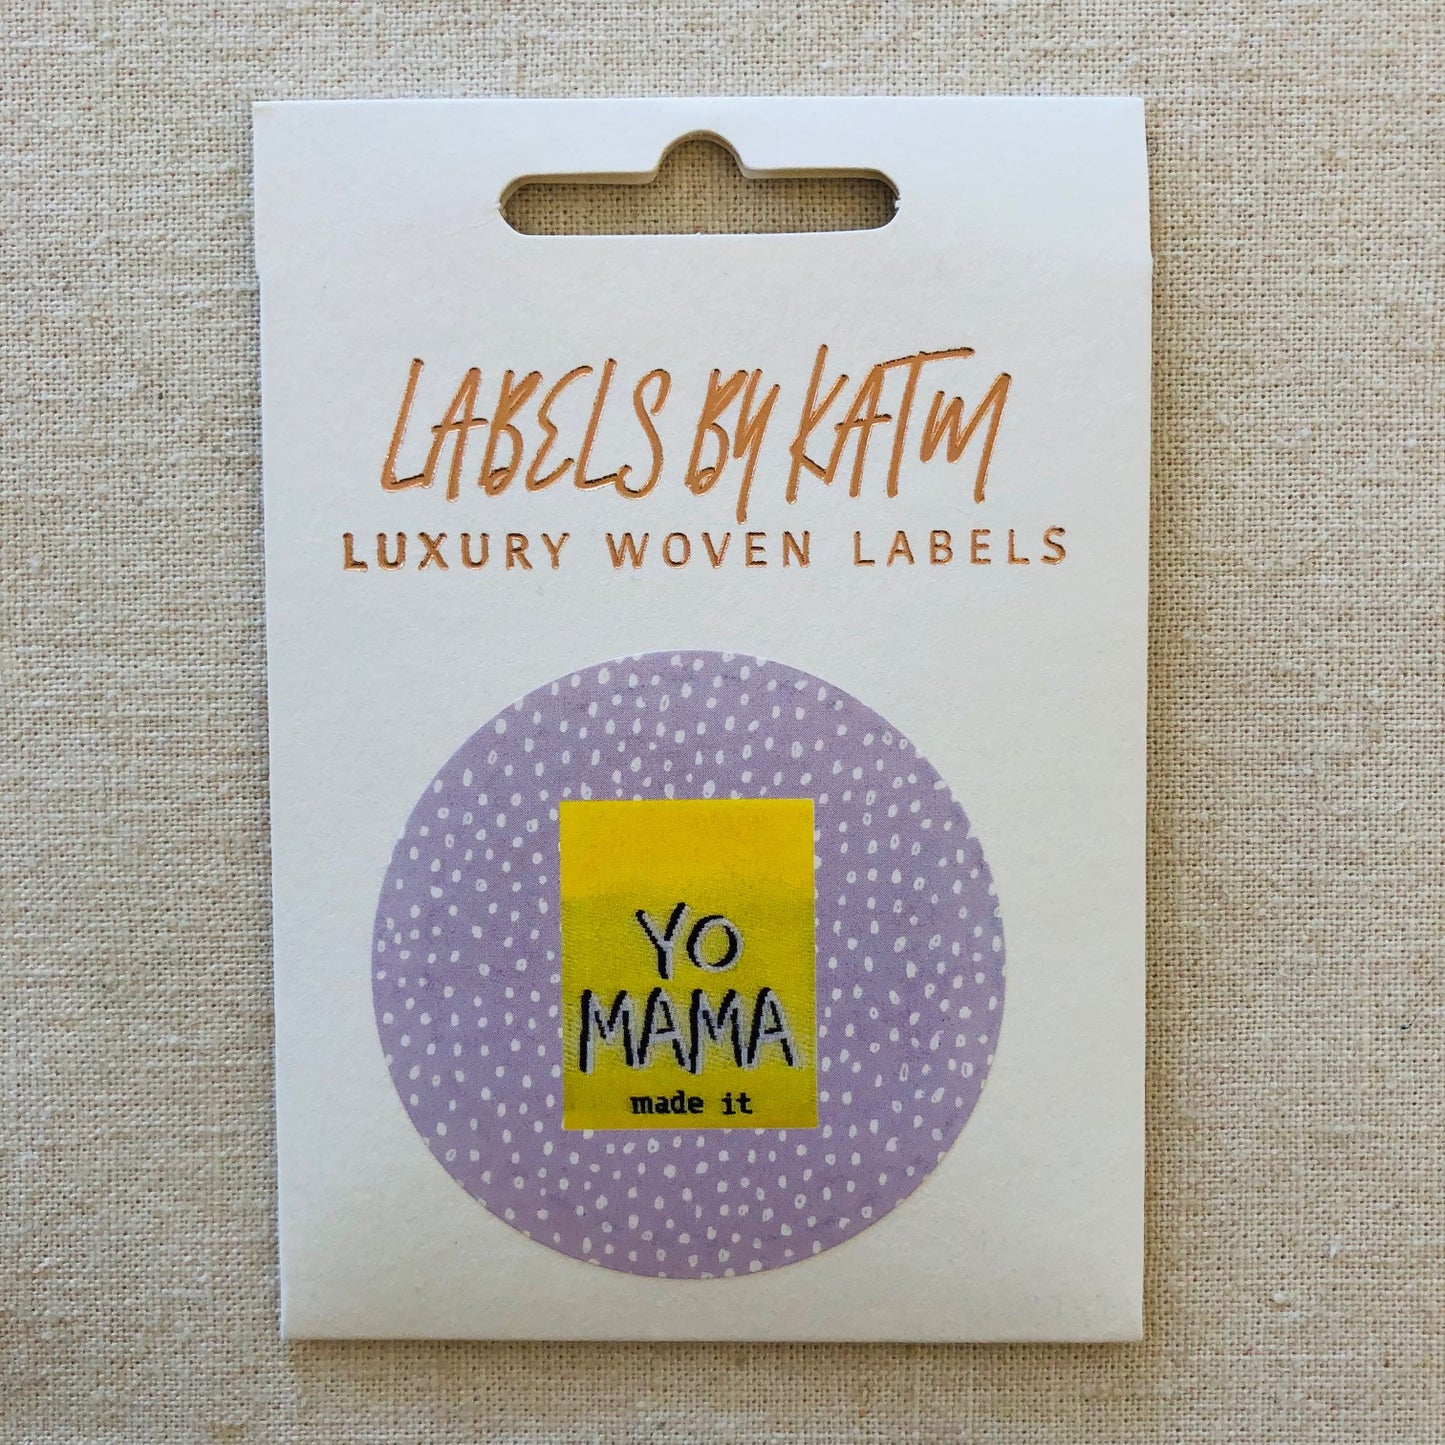 LABELS BY KATM
LUXURY WOVEN LABELS
YO
MAMA
made it